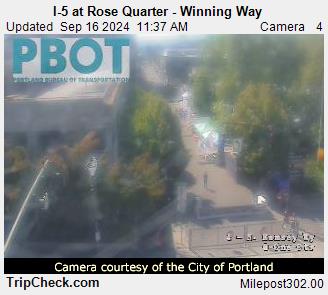 I-5 at Rose Quarter - Winning Way
Updated Sep 16 2024 11:37 AM Camera 4
PBOT
PORTLAND BUREAU OF TRANSPORTATION
Camera courtesy of the City of Portland
TripCheck.com Milepost302.00